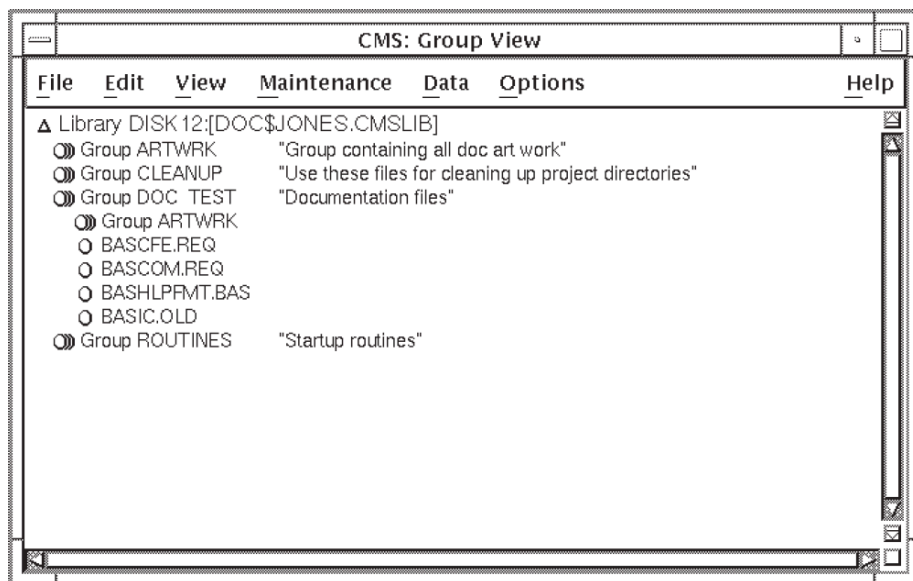 CMS: Group View
File Edit View Maintenance Data Options Help
Library DISK12:[DOC$JONES.CMSLIB]
Group ARTWRK "Group containing all doc art work"
Group CLEANUP "Use these files for cleaning up project directories"
Group DOC TEST "Documentation files"
Group ARTWRK
BASCFE.REQ
BASCOM.REQ
BASHLPFMT.BAS
BASIC.OLD
Group ROUTINES "Startup routines"